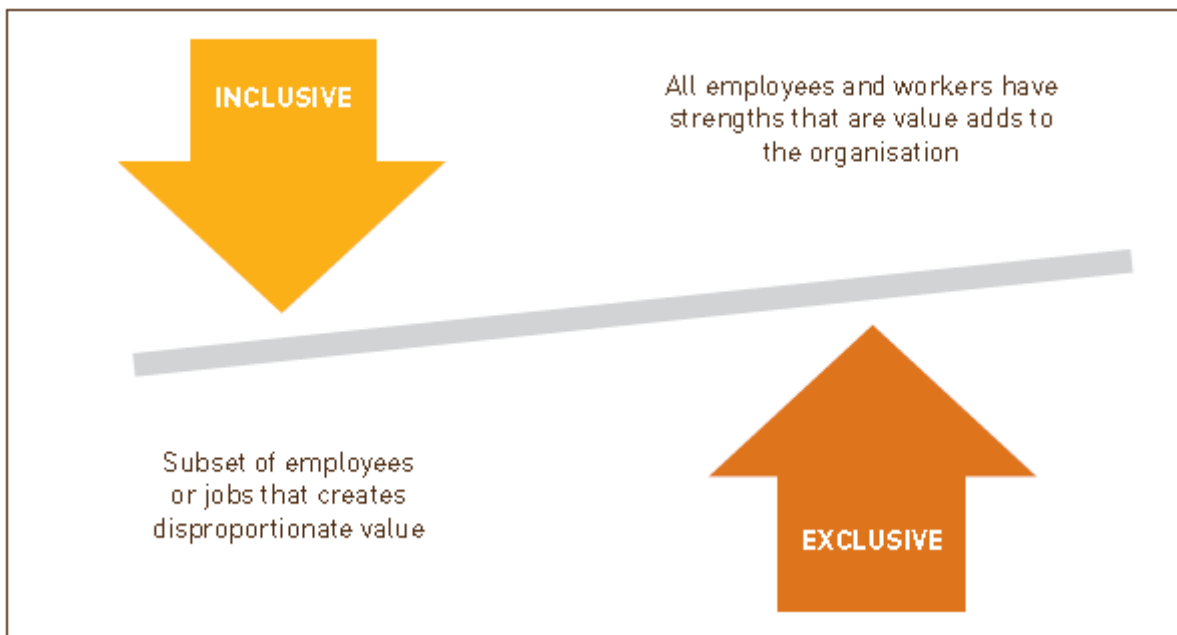 INCLUSIVE
All employees and workers have
strengths that are value adds to
the organisation
Subset of employees
or jobs that creates
disproportionate value
EXCLUSIVE